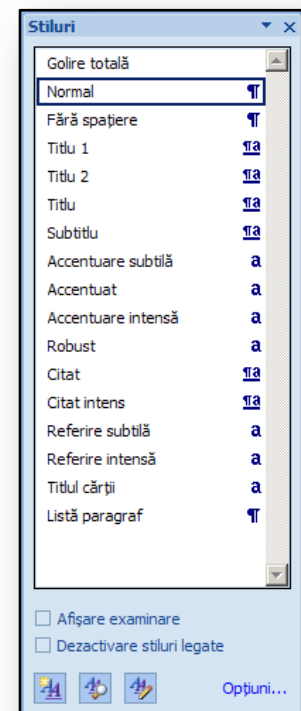 Stiluri
Golire totală
Normal ¶
Fără spațiere ¶
Titlu 1 ¶a
Titlu 2 ¶a
Titlu ¶a
Subtitlu ¶a
Accentuare subtilă a
Accentuat a
Accentuare intensă a
Robust a
Citat ¶a
Citat intens ¶a
Referire subtilă a
Referire intensă a
Titlul cărții a
Listă paragraf ¶
Afișare examinare
Dezactivare stiluri legate
Opțiuni...